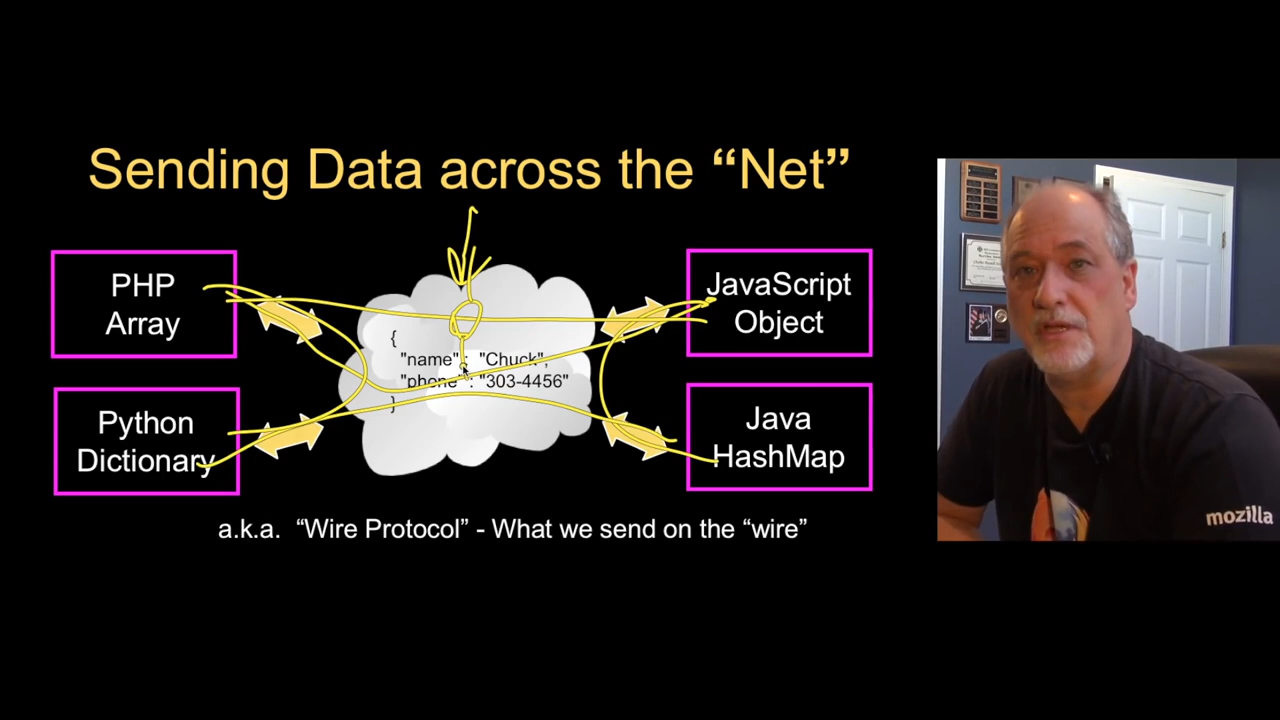 Sending Data across the “Net”
PHP
Array
JavaScript
Object
{
"name" : "Chuck",
"phone" : "303-4456"
}
Python
Dictionary
Java
HashMap
a.k.a. “Wire Protocol” - What we send on the “wire”
mozilla